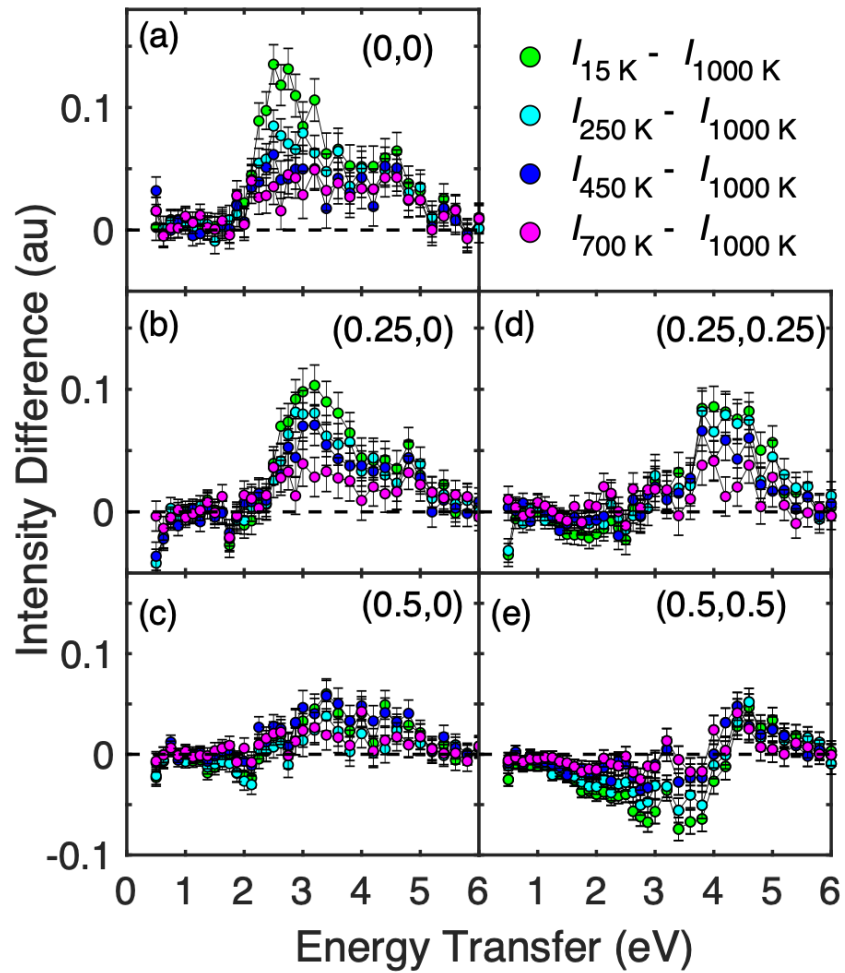 (a)
(0,0)
I15 K - I1000 K
I250 K - I1000 K
I450 K - I1000 K
I700 K - I1000 K
0.1
0
(b)
(0.25,0)
(d)
(0.25,0.25)
0.1
0
(c)
(0.5,0)
(e)
(0.5,0.5)
0.1
0
-0.1
0 1 2 3 4 5 6
1 2 3 4 5 6
Intensity Difference (au)
Energy Transfer (eV)